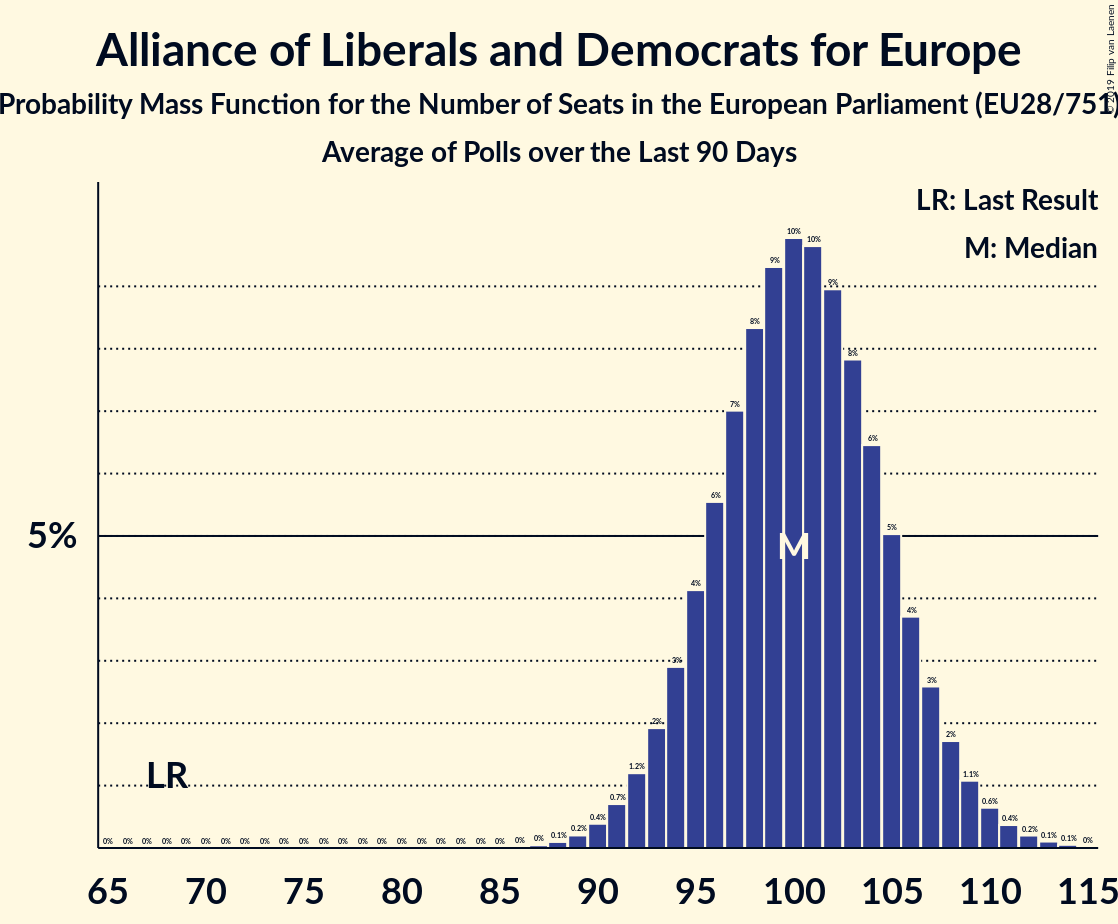 Alliance of Liberals and Democrats for Europe
Probability Mass Function for the Number of Seats in the European Parliament (EU28/751)
Average of Polls over the Last 90 Days
© 2019 Filip van Laenen
LR: Last Result
M: Median
5%
LR
M
0% 0% 0% 0% 0% 0% 0% 0% 0% 0% 0% 0% 0% 0% 0% 0% 0% 0% 0% 0% 0% 0% 0% 0.1% 0.2% 0.4% 0.7% 1.2% 2% 3% 4% 6% 7% 8% 9% 10% 10% 9% 8% 6% 5% 4% 3% 2% 1.1% 0.6% 0.4% 0.2% 0.1% 0.1% 0%
65 70 75 80 85 90 95 100 105 110 115